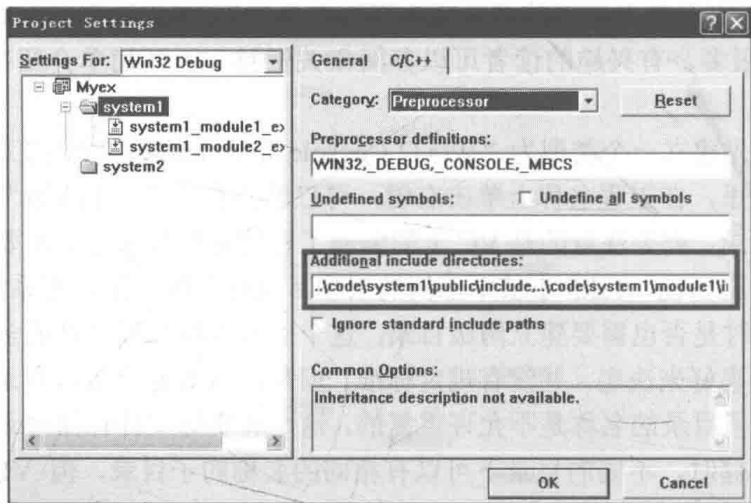 Project Settings
Settings For: Win32 Debug
Myex
system1
system1_module1_e
system1_module2_e
system2
General C/C++
Category: Preprocessor
Reset
Preprocessor definitions:
WIN32,_DEBUG,_CONSOLE,_MBCS
Undefined symbols:
Undefine all symbols
Additional include directories:
..\code\system1\public\include,..\code\system1\module1\i
Ignore standard include paths
Common Options:
Inheritance description not available.
OK Cancel